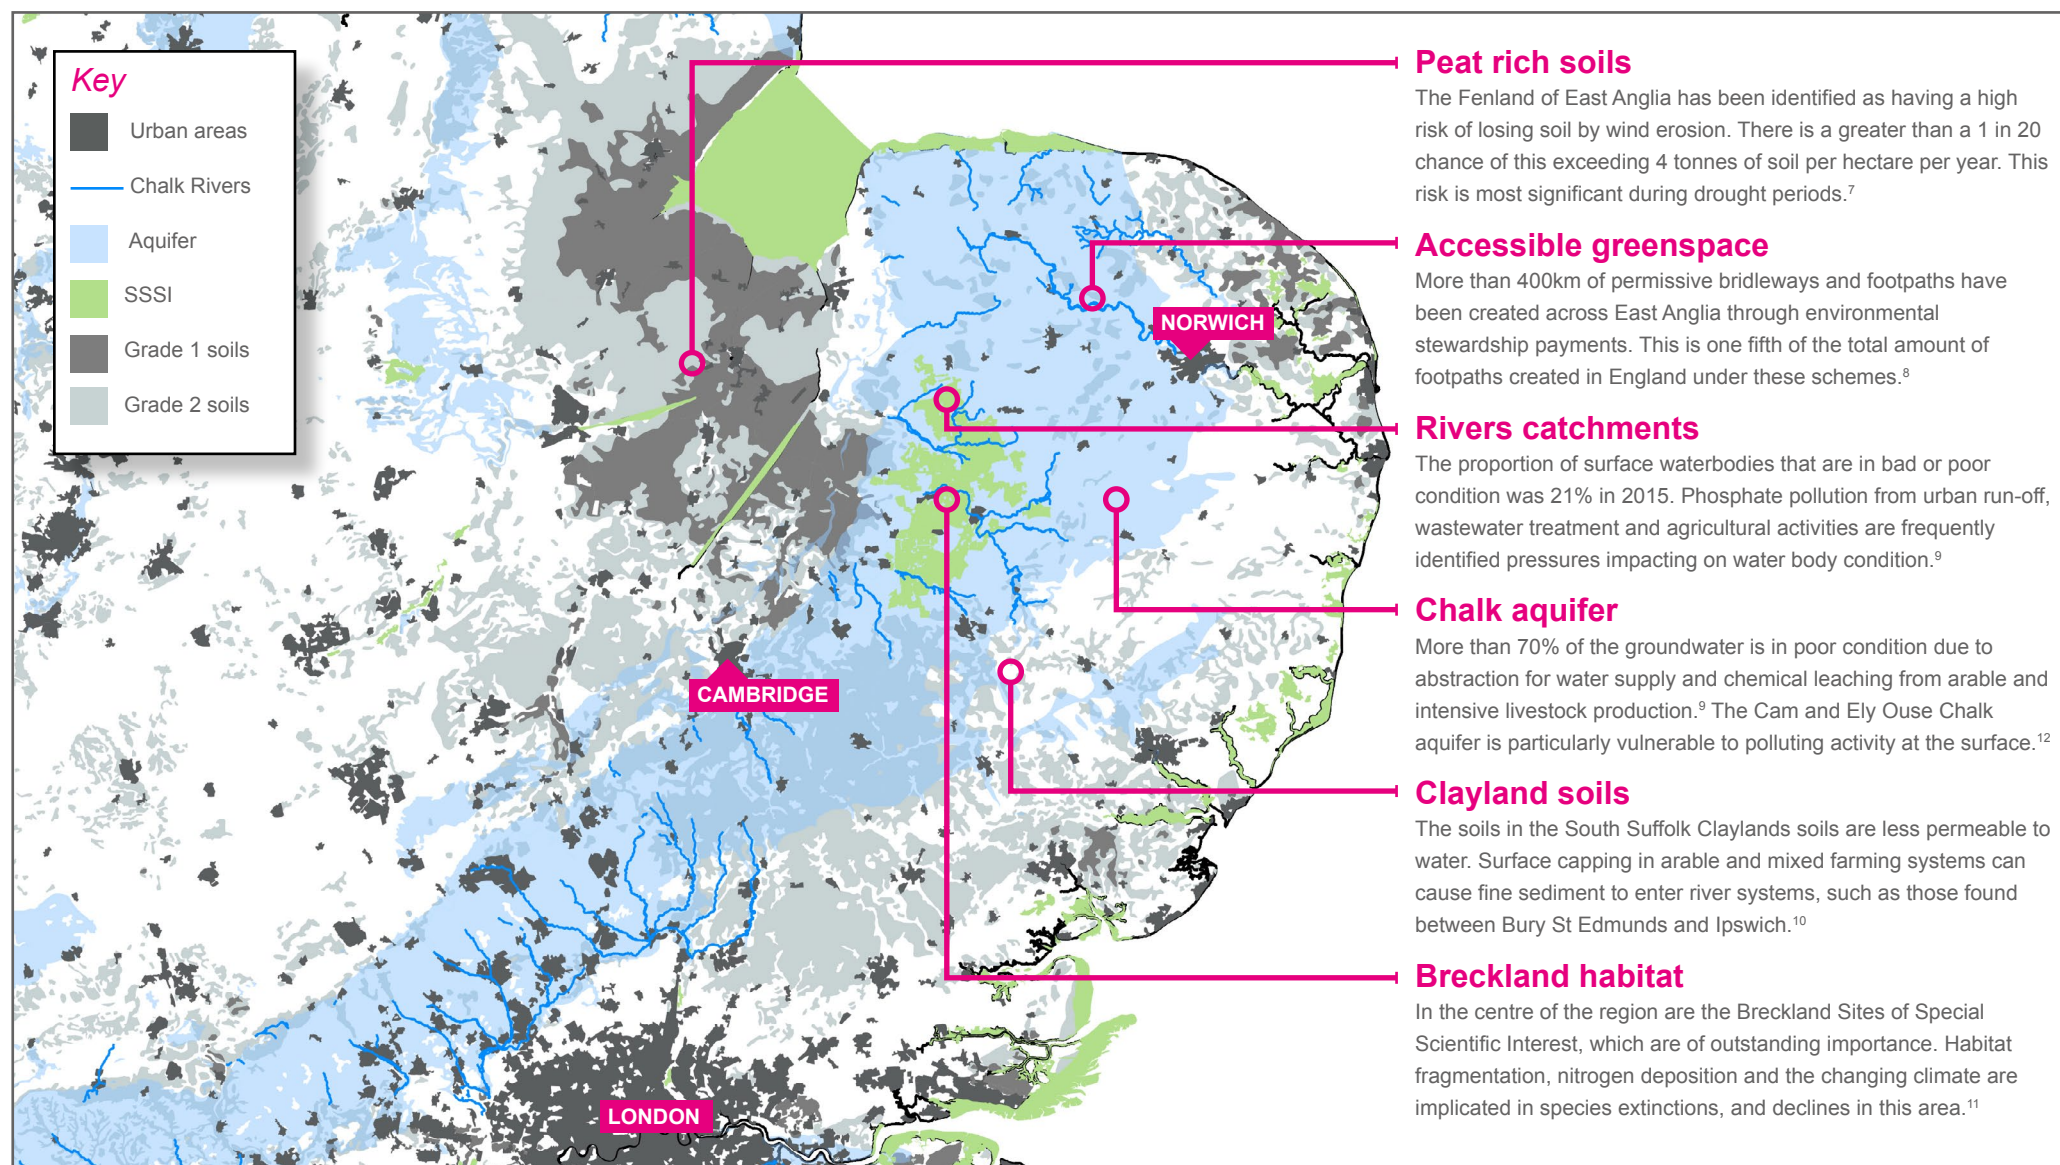 Key
Urban areas
Chalk Rivers
Aquifer
SSSI
Grade 1 soils
Grade 2 soils
NORWICH
CAMBRIDGE
LONDON
Peat rich soils
The Fenland of East Anglia has been identified as having a high
risk of losing soil by wind erosion. There is a greater than a 1 in 20
chance of this exceeding 4 tonnes of soil per hectare per year. This
risk is most significant during drought periods.7
Accessible greenspace
More than 400km of permissive bridleways and footpaths have
been created across East Anglia through environmental
stewardship payments. This is one fifth of the total amount of
footpaths created in England under these schemes.8
Rivers catchments
The proportion of surface waterbodies that are in bad or poor
condition was 21% in 2015. Phosphate pollution from urban run-off,
wastewater treatment and agricultural activities are frequently
identified pressures impacting on water body condition.9
Chalk aquifer
More than 70% of the groundwater is in poor condition due to
abstraction for water supply and chemical leaching from arable and
intensive livestock production.9 The Cam and Ely Ouse Chalk
aquifer is particularly vulnerable to polluting activity at the surface.12
Clayland soils
The soils in the South Suffolk Claylands soils are less permeable to
water. Surface capping in arable and mixed farming systems can
cause fine sediment to enter river systems, such as those found
between Bury St Edmunds and Ipswich.10
Breckland habitat
In the centre of the region are the Breckland Sites of Special
Scientific Interest, which are of outstanding importance. Habitat
fragmentation, nitrogen deposition and the changing climate are
implicated in species extinctions, and declines in this area.11